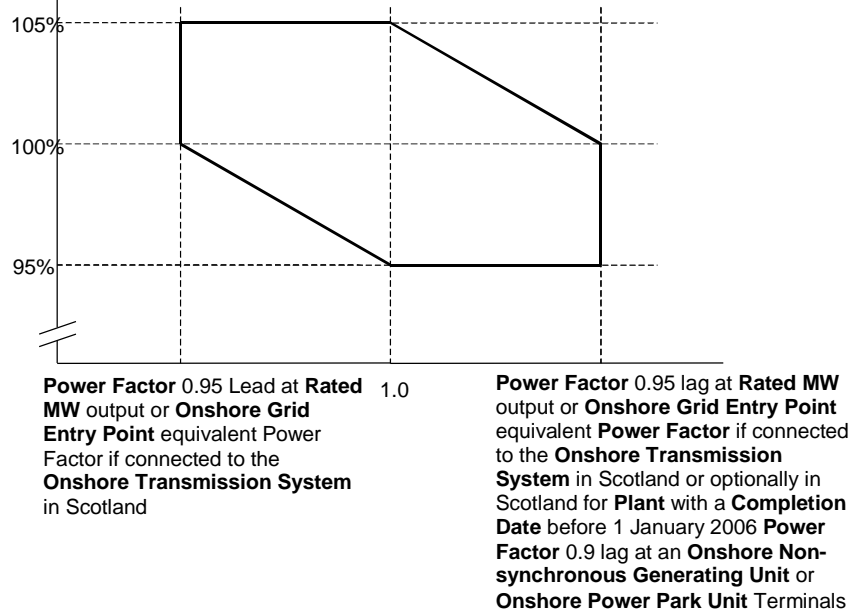 105%
100%
95%
Power Factor 0.95 Lead at Rated
MW output or Onshore Grid
Entry Point equivalent Power
Factor if connected to the
Onshore Transmission System
in Scotland
1.0
Power Factor 0.95 lag at Rated MW
output or Onshore Grid Entry Point
equivalent Power Factor if connected
to the Onshore Transmission
System in Scotland or optionally in
Scotland for Plant with a Completion
Date before 1 January 2006 Power
Factor 0.9 lag at an Onshore Non-
synchronous Generating Unit or
Onshore Power Park Unit Terminals